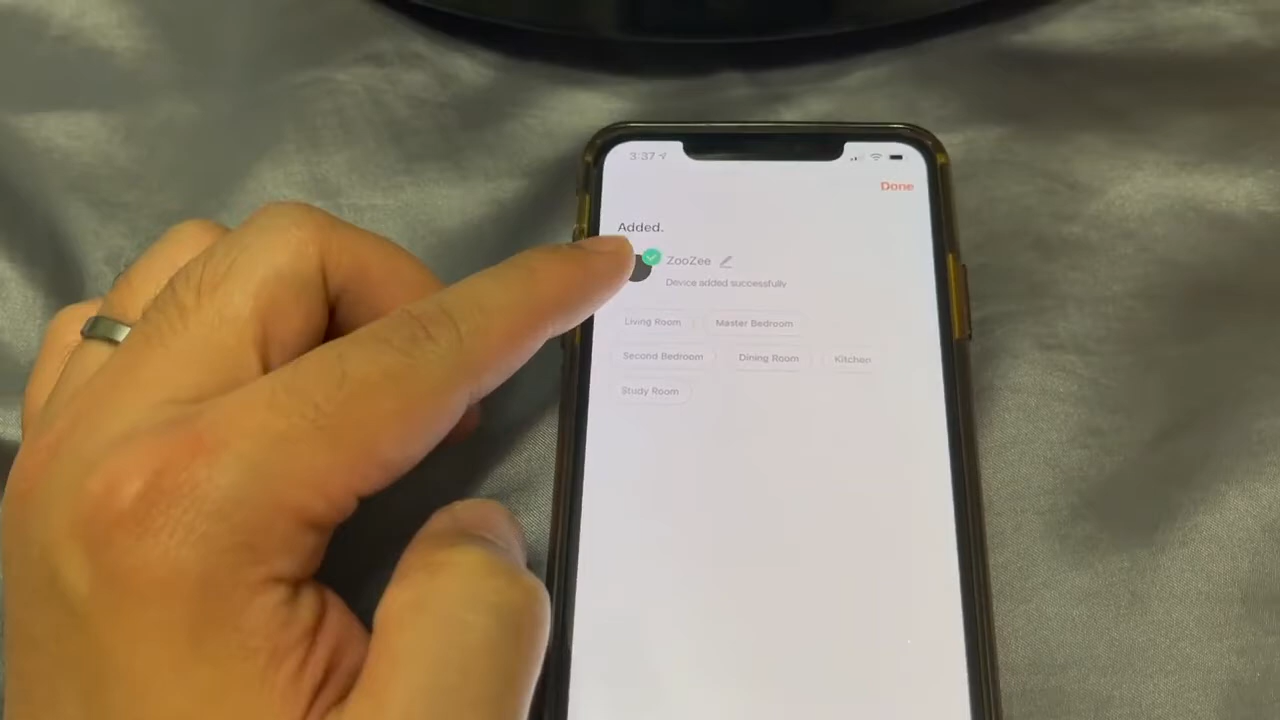 3:37
Done
Added.
ZooZee
Device added successfully
Living Room Master Bedroom
Second Bedroom Dining Room Kitchen
Study Room